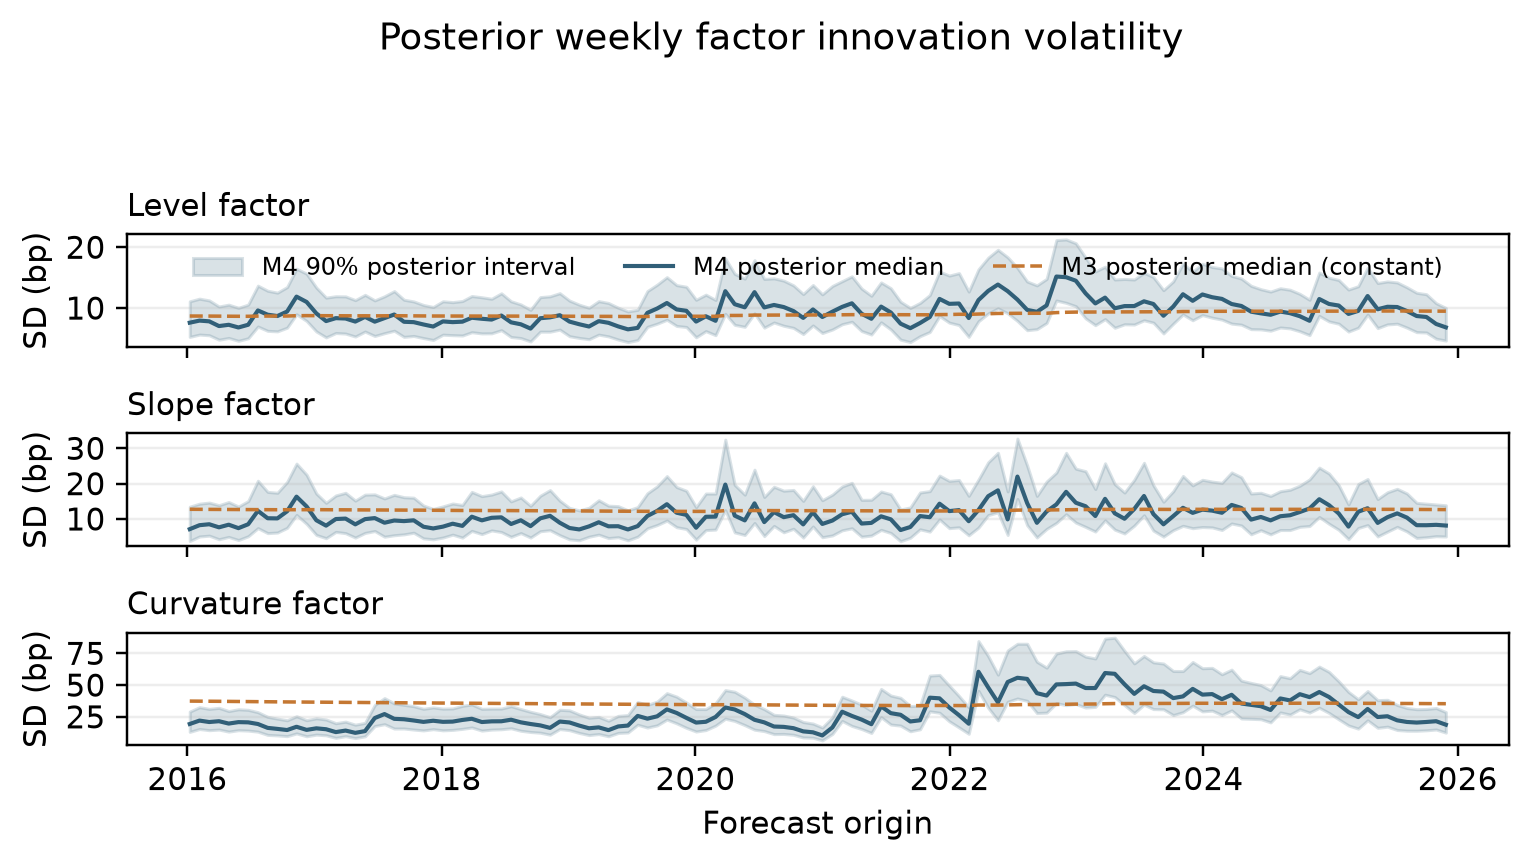 Posterior weekly factor innovation volatility
Level factor
SD (bp)
20
10
M4 90% posterior interval
M4 posterior median
M3 posterior median (constant)
Slope factor
SD (bp)
30
20
10
Curvature factor
SD (bp)
75
50
25
2016 2018 2020 2022 2024 2026
Forecast origin